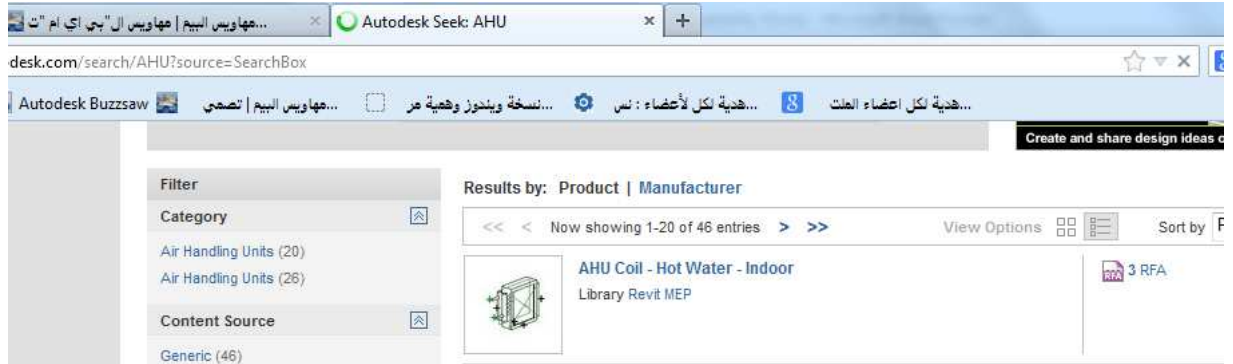 ...مهاويس البيم | مهاويس ال"بي اي ام "ت
Autodesk Seek: AHU
desk.com/search/AHU?source=SearchBox
Autodesk Buzzsaw
...مهاويس البيم | تصمي
...نسخة ويندوز وهمية مر
...هدية لكل لأعضاء : نس
...هدية لكل اعضاء الملت
Create and share design ideas
Filter
Results by: Product | Manufacturer
Category
<< < Now showing 1-20 of 46 entries > >>
View Options
Sort by
Air Handling Units (20)
Air Handling Units (26)
AHU Coil - Hot Water - Indoor
3 RFA
Library Revit MEP
Content Source
Generic (46)